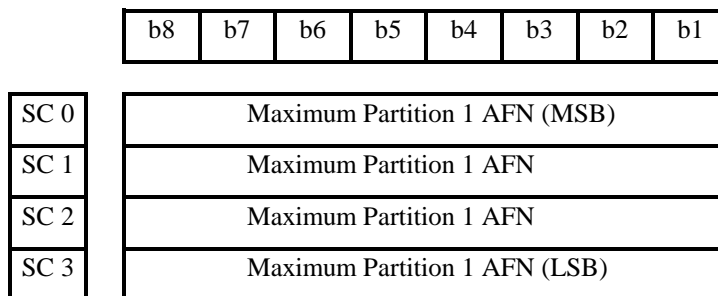 b8 b7 b6 b5 b4 b3 b2 b1
SC 0 Maximum Partition 1 AFN (MSB)
SC 1 Maximum Partition 1 AFN
SC 2 Maximum Partition 1 AFN
SC 3 Maximum Partition 1 AFN (LSB)